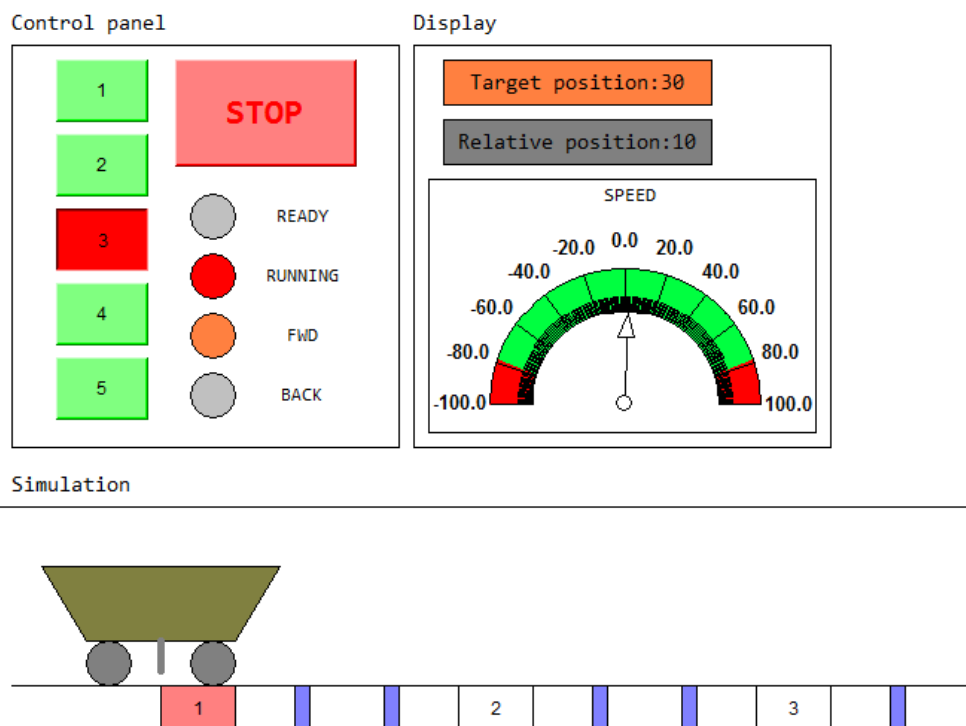 Control panel
1
2
3
4
5
STOP
READY
RUNNING
FWD
BACK
Display
Target position:30
Relative position:10
SPEED
-100.0
-80.0
-60.0
-40.0
-20.0
0.0
20.0
40.0
60.0
80.0
100.0
Simulation
1
2
3